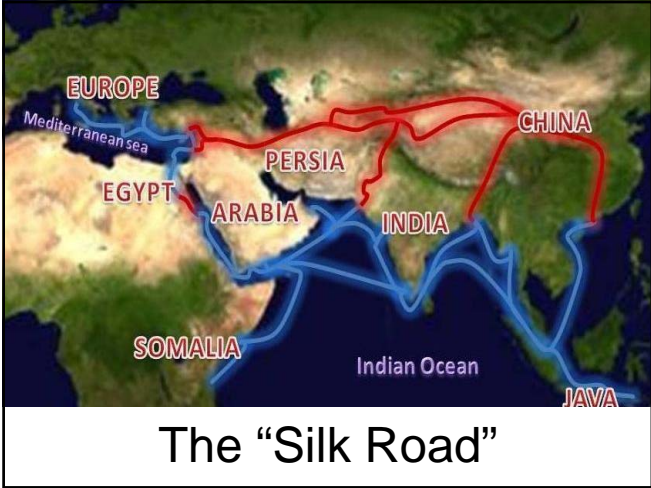 EUROPE
Mediterranean sea
CHINA
PERSIA
EGYPT
ARABIA
INDIA
SOMALIA
Indian Ocean
JAVA
The “Silk Road”